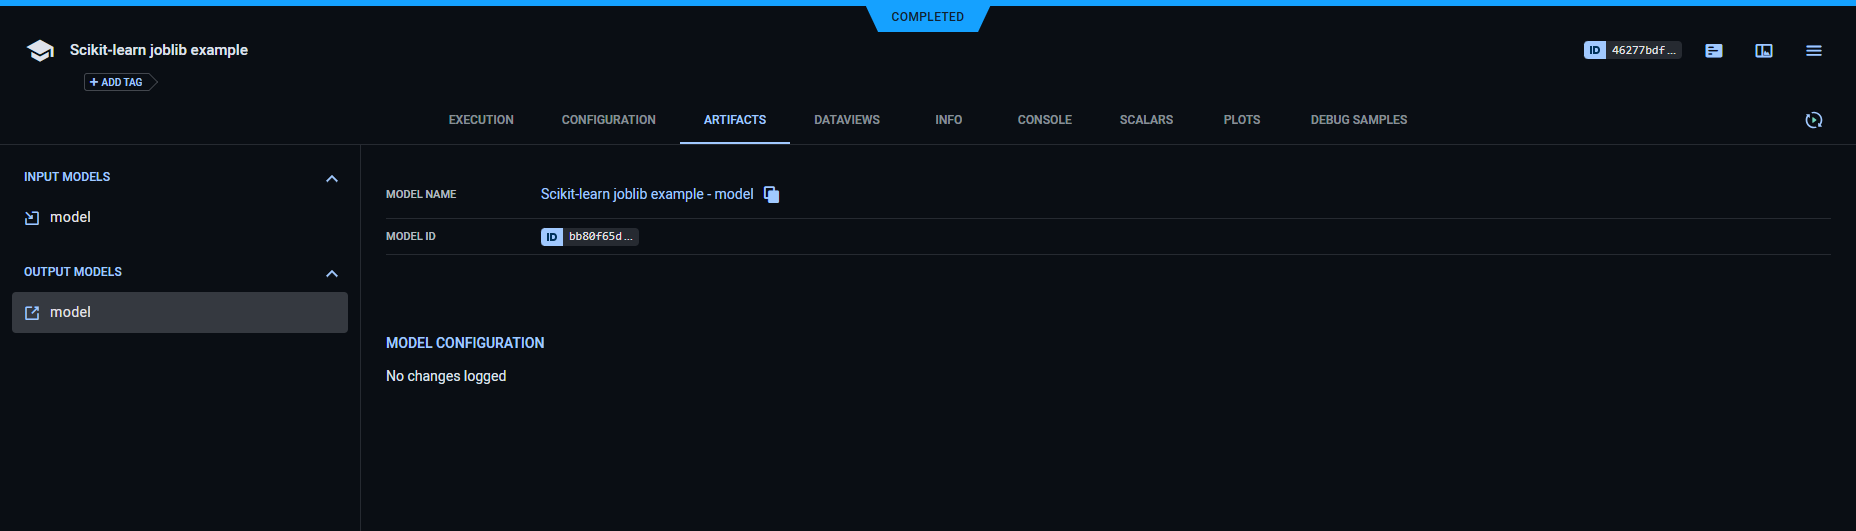 COMPLETED
Scikit-learn joblib example
ID 46277bdf...
+ ADD TAG
EXECUTION CONFIGURATION ARTIFACTS DATAVIEWS INFO CONSOLE SCALARS PLOTS DEBUG SAMPLES
INPUT MODELS
model
OUTPUT MODELS
model
MODEL NAME Scikit-learn joblib example - model
MODEL ID ID bb80f65d...
MODEL CONFIGURATION
No changes logged